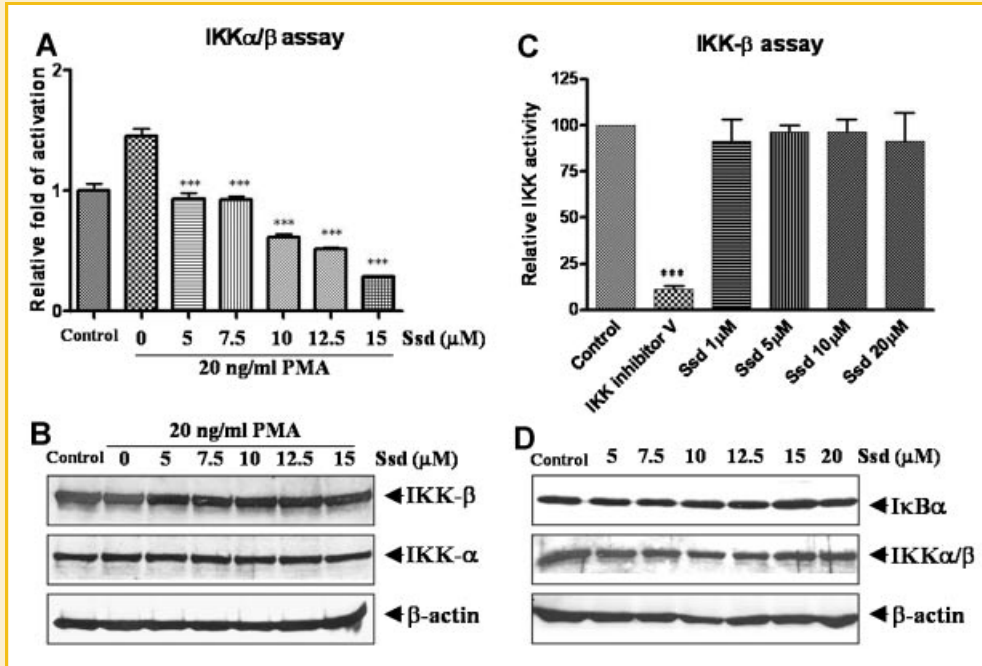 A
IKKα/β assay
Relative fold of activation
2
1
0
+++
+++
***
***
+++
Control 0 5 7.5 10 12.5 15 Ssd (μM)
20 ng/ml PMA
C
IKK-β assay
Relative IKK activity
125
100
75
50
25
0
***
Control
IKK inhibitor V
Ssd 1μM
Ssd 5μM
Ssd 10μM
Ssd 20μM
B
20 ng/ml PMA
Control 0 5 7.5 10 12.5 15 Ssd (μM)
IKK-β
IKK-α
β-actin
D
Control 5 7.5 10 12.5 15 20 Ssd (μM)
IκBα
IKKα/β
β-actin